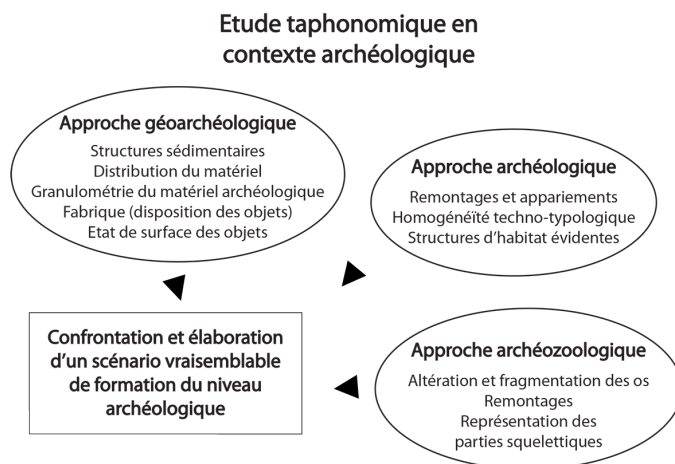 Etude taphonomique en
contexte archéologique
Approche géoarchéologique
Structures sédimentaires
Distribution du matériel
Granulométrie du matériel archéologique
Fabrique (disposition des objets)
Etat de surface des objets
Approche archéologique
Remontages et appariements
Homogénéïté techno-typologique
Structures d'habitat évidentes
Confrontation et élaboration
d'un scénario vraisemblable
de formation du niveau
archéologique
Approche archéozoologique
Altération et fragmentation des os
Remontages
Représentation des
parties squelettiques